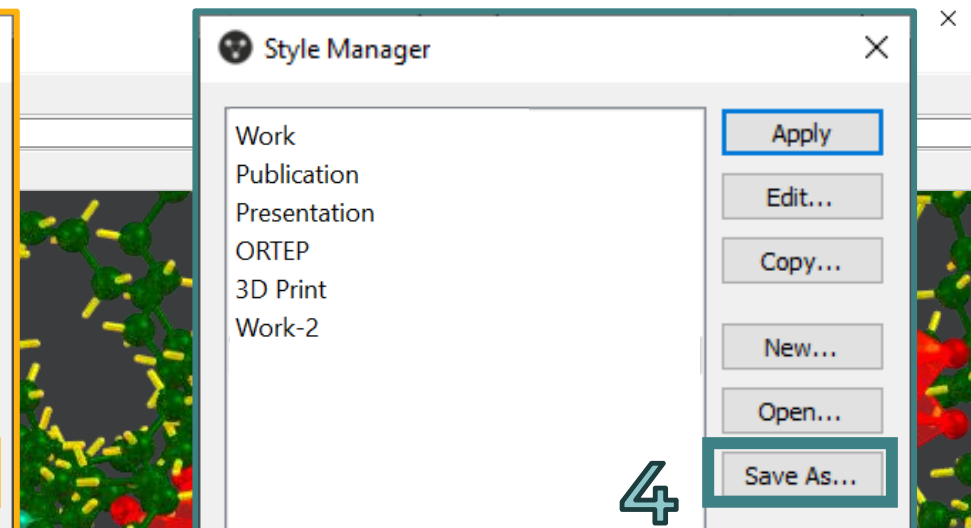 Style Manager
Work
Publication
Presentation
ORTEP
3D Print
Work-2
Apply
Edit...
Copy...
New...
Open...
Save As...
4